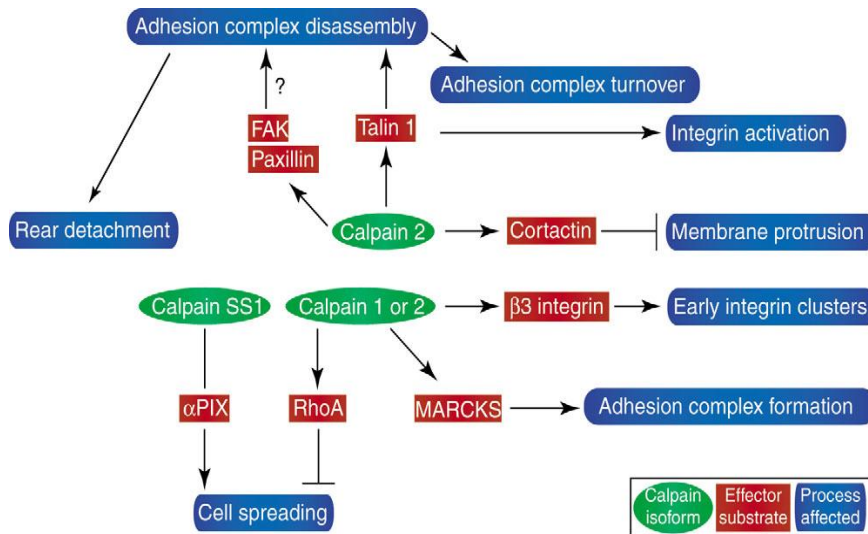 Adhesion complex disassembly
Adhesion complex turnover
?
FAK
Paxillin
Talin 1
Integrin activation
Rear detachment
Calpain 2
Cortactin
Membrane protrusion
Calpain SS1
Calpain 1 or 2
β3 integrin
Early integrin clusters
αPIX
RhoA
MARCKS
Adhesion complex formation
Cell spreading
Calpain
isoform
Effector
substrate
Process
affected